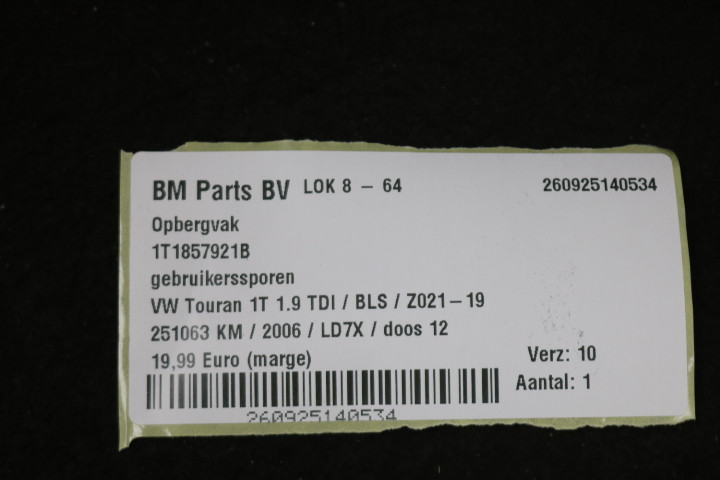 BM Parts BV LOK 8 – 64 260925140534
Opbergvak
1T1857921B
gebruikerssporen
VW Touran 1T 1.9 TDI / BLS / Z021–19
251063 KM / 2006 / LD7X / doos 12
19,99 Euro (marge) Verz: 10
Aantal: 1
260925140534